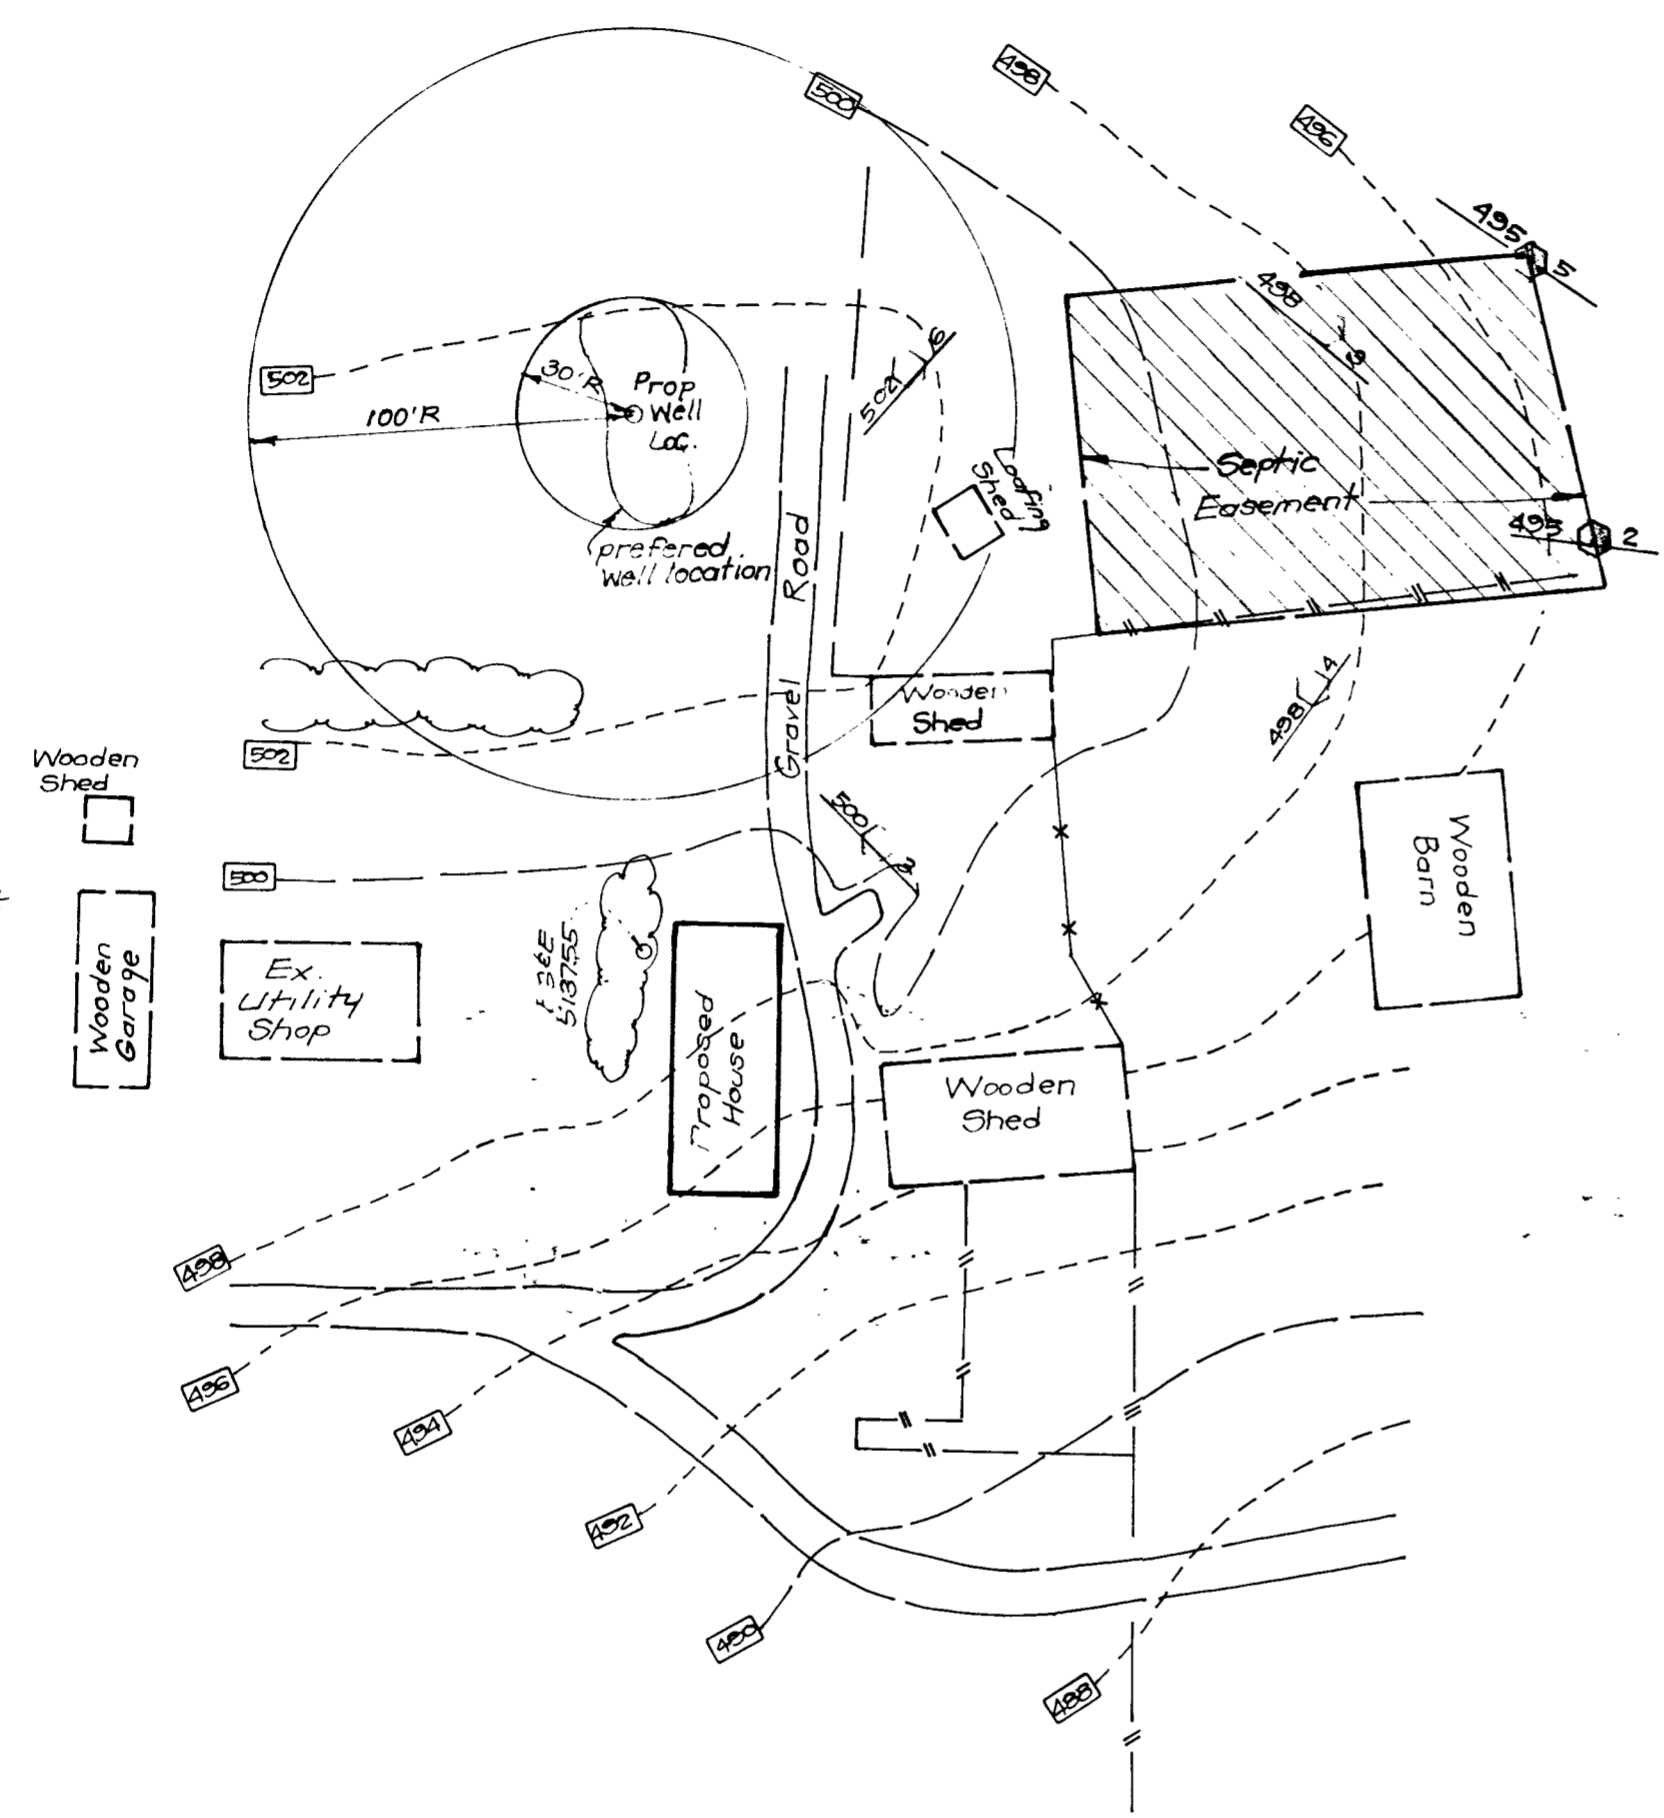 498
500
496
495
5
498
6
502
30'R
Prop
Well
Loc.
100'R
502
6
Loafing
Shed
Septic
Easement
495
2
prefered
well location
Gravel Road
Wooden
Shed
498
4
502
Wooden
Shed
500
500
Wooden
Barn
Wooden
Garage
Ex.
Utility
Shop
Proposed
House
Wooden
Shed
498
496
494
492
490
488